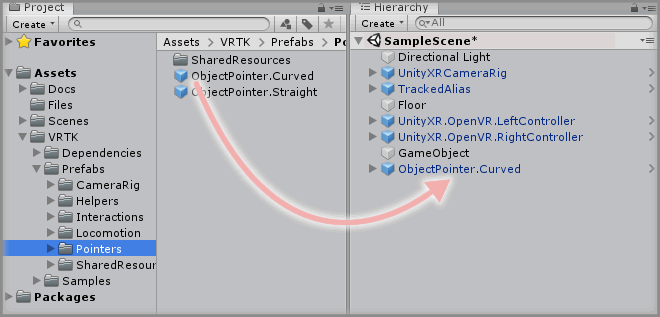 Project
Create
Favorites
Assets
Docs
Files
Scenes
VRTK
Dependencies
Prefabs
CameraRig
Helpers
Interactions
Locomotion
Pointers
SharedResour
Samples
Packages
Assets > VRTK > Prefabs > Po
SharedResources
ObjectPointer.Curved
ObjectPointer.Straight
Hierarchy
Create All
SampleScene*
Directional Light
UnityXRCameraRig
TrackedAlias
Floor
UnityXR.OpenVR.LeftController
UnityXR.OpenVR.RightController
GameObject
ObjectPointer.Curved